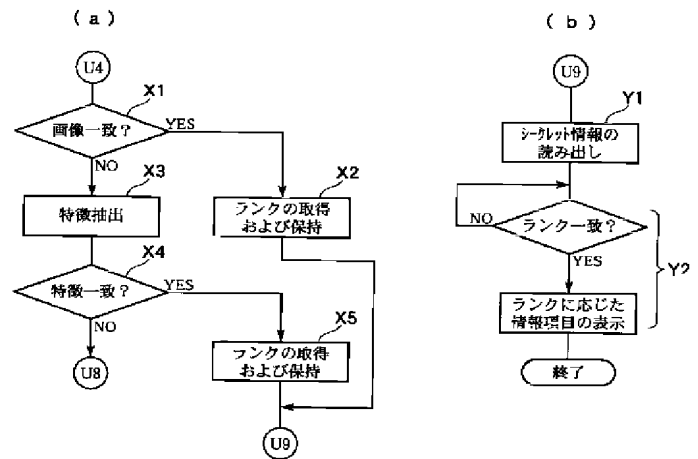 ( a )
U4
X1
画像一致？
YES
NO
X3
特徴抽出
X2
ランクの取得
および保持
X4
特徴一致？
YES
NO
X5
ランクの取得
および保持
U8
U9
( b )
U9
Y1
ｼｰｸﾚｯﾄ情報の
読み出し
ランク一致？
NO
YES
Y2
ランクに応じた
情報項目の表示
終了